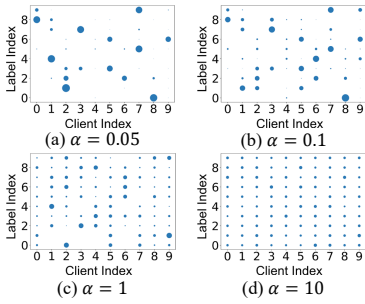 Label Index
8
6
4
2
0
0 1 2 3 4 5 6 7 8 9
Client Index
(a) α = 0.05
Label Index
8
6
4
2
0
0 1 2 3 4 5 6 7 8 9
Client Index
(b) α = 0.1
Label Index
8
6
4
2
0
0 1 2 3 4 5 6 7 8 9
Client Index
(c) α = 1
Label Index
8
6
4
2
0
0 1 2 3 4 5 6 7 8 9
Client Index
(d) α = 10